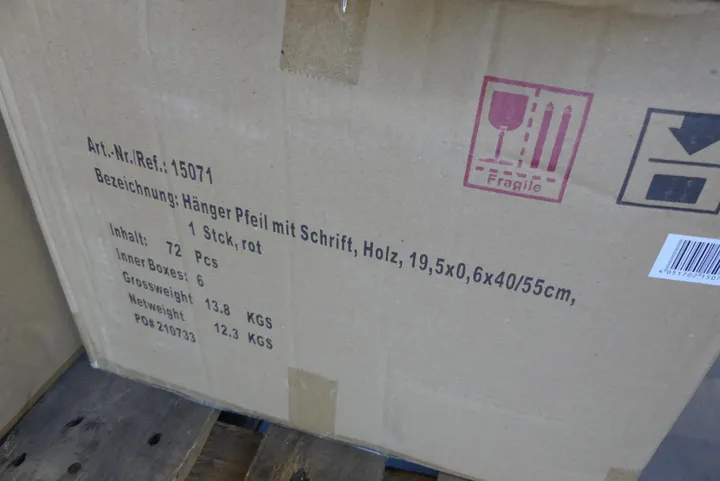 Art.-Nr./Ref.: 15071
Bezeichnung: Hänger Pfeil mit Schrift, Holz, 19,5x0,6x40/55cm,
1 Stck, rot
Inhalt: 72 Pcs
Inner Boxes: 6
Grossweight 13.8 KGS
Netweight 12.3 KGS
PO#:210733
Fragile